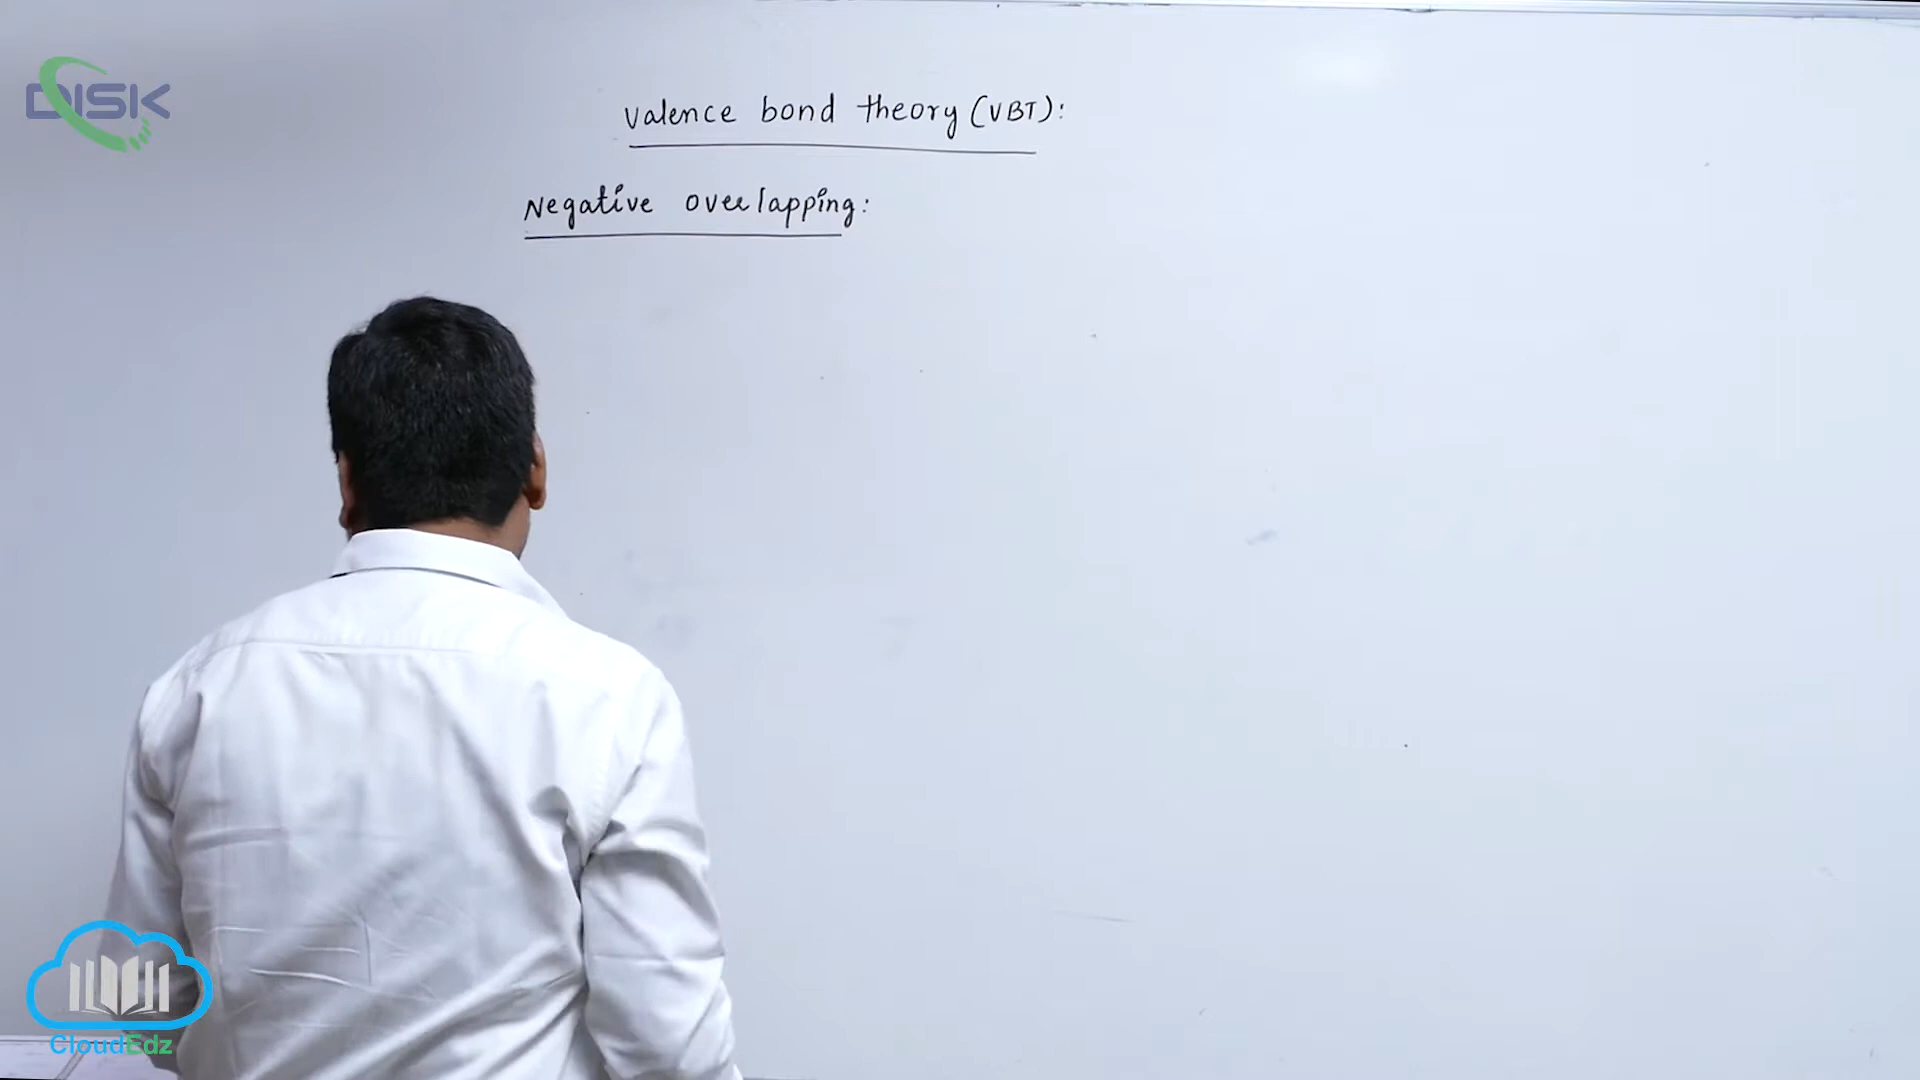 DISK
Valence bond theory (VBT):
Negative overlapping:
CloudEdz